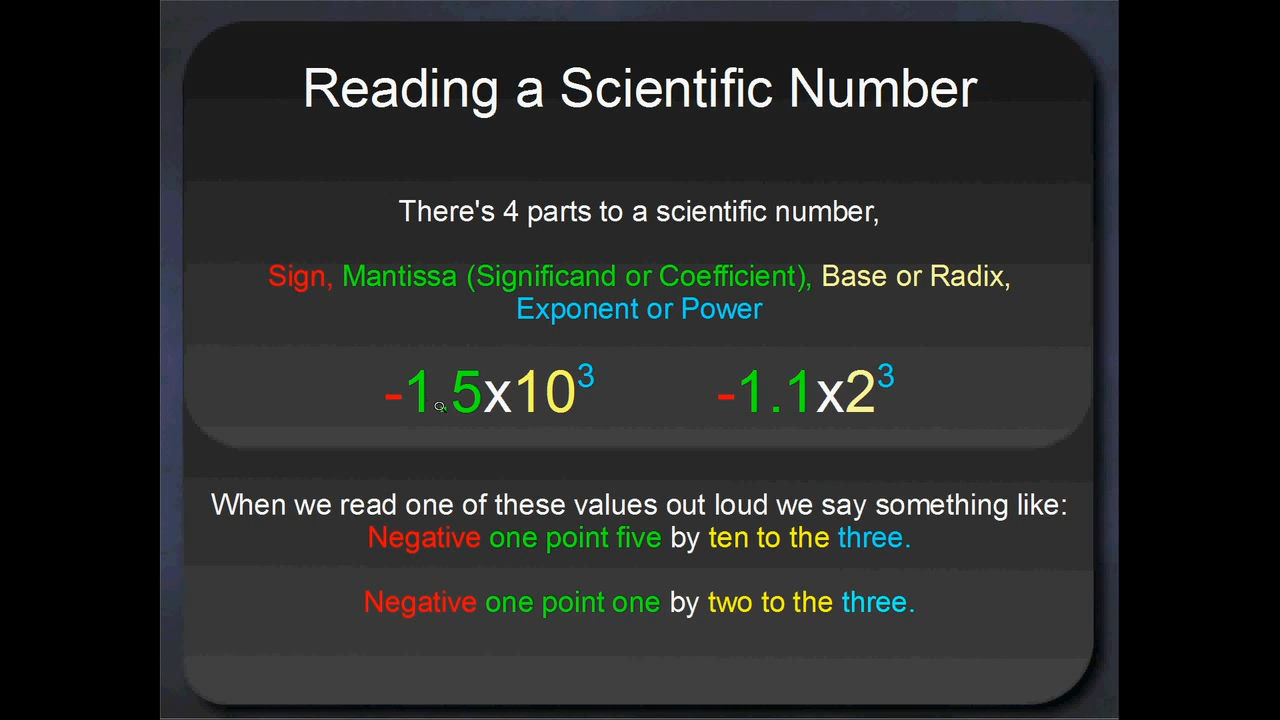 Reading a Scientific Number
There's 4 parts to a scientific number,
Sign, Mantissa (Significand or Coefficient), Base or Radix,
Exponent or Power
-1.5x10³ -1.1x2³
When we read one of these values out loud we say something like:
Negative one point five by ten to the three.
Negative one point one by two to the three.